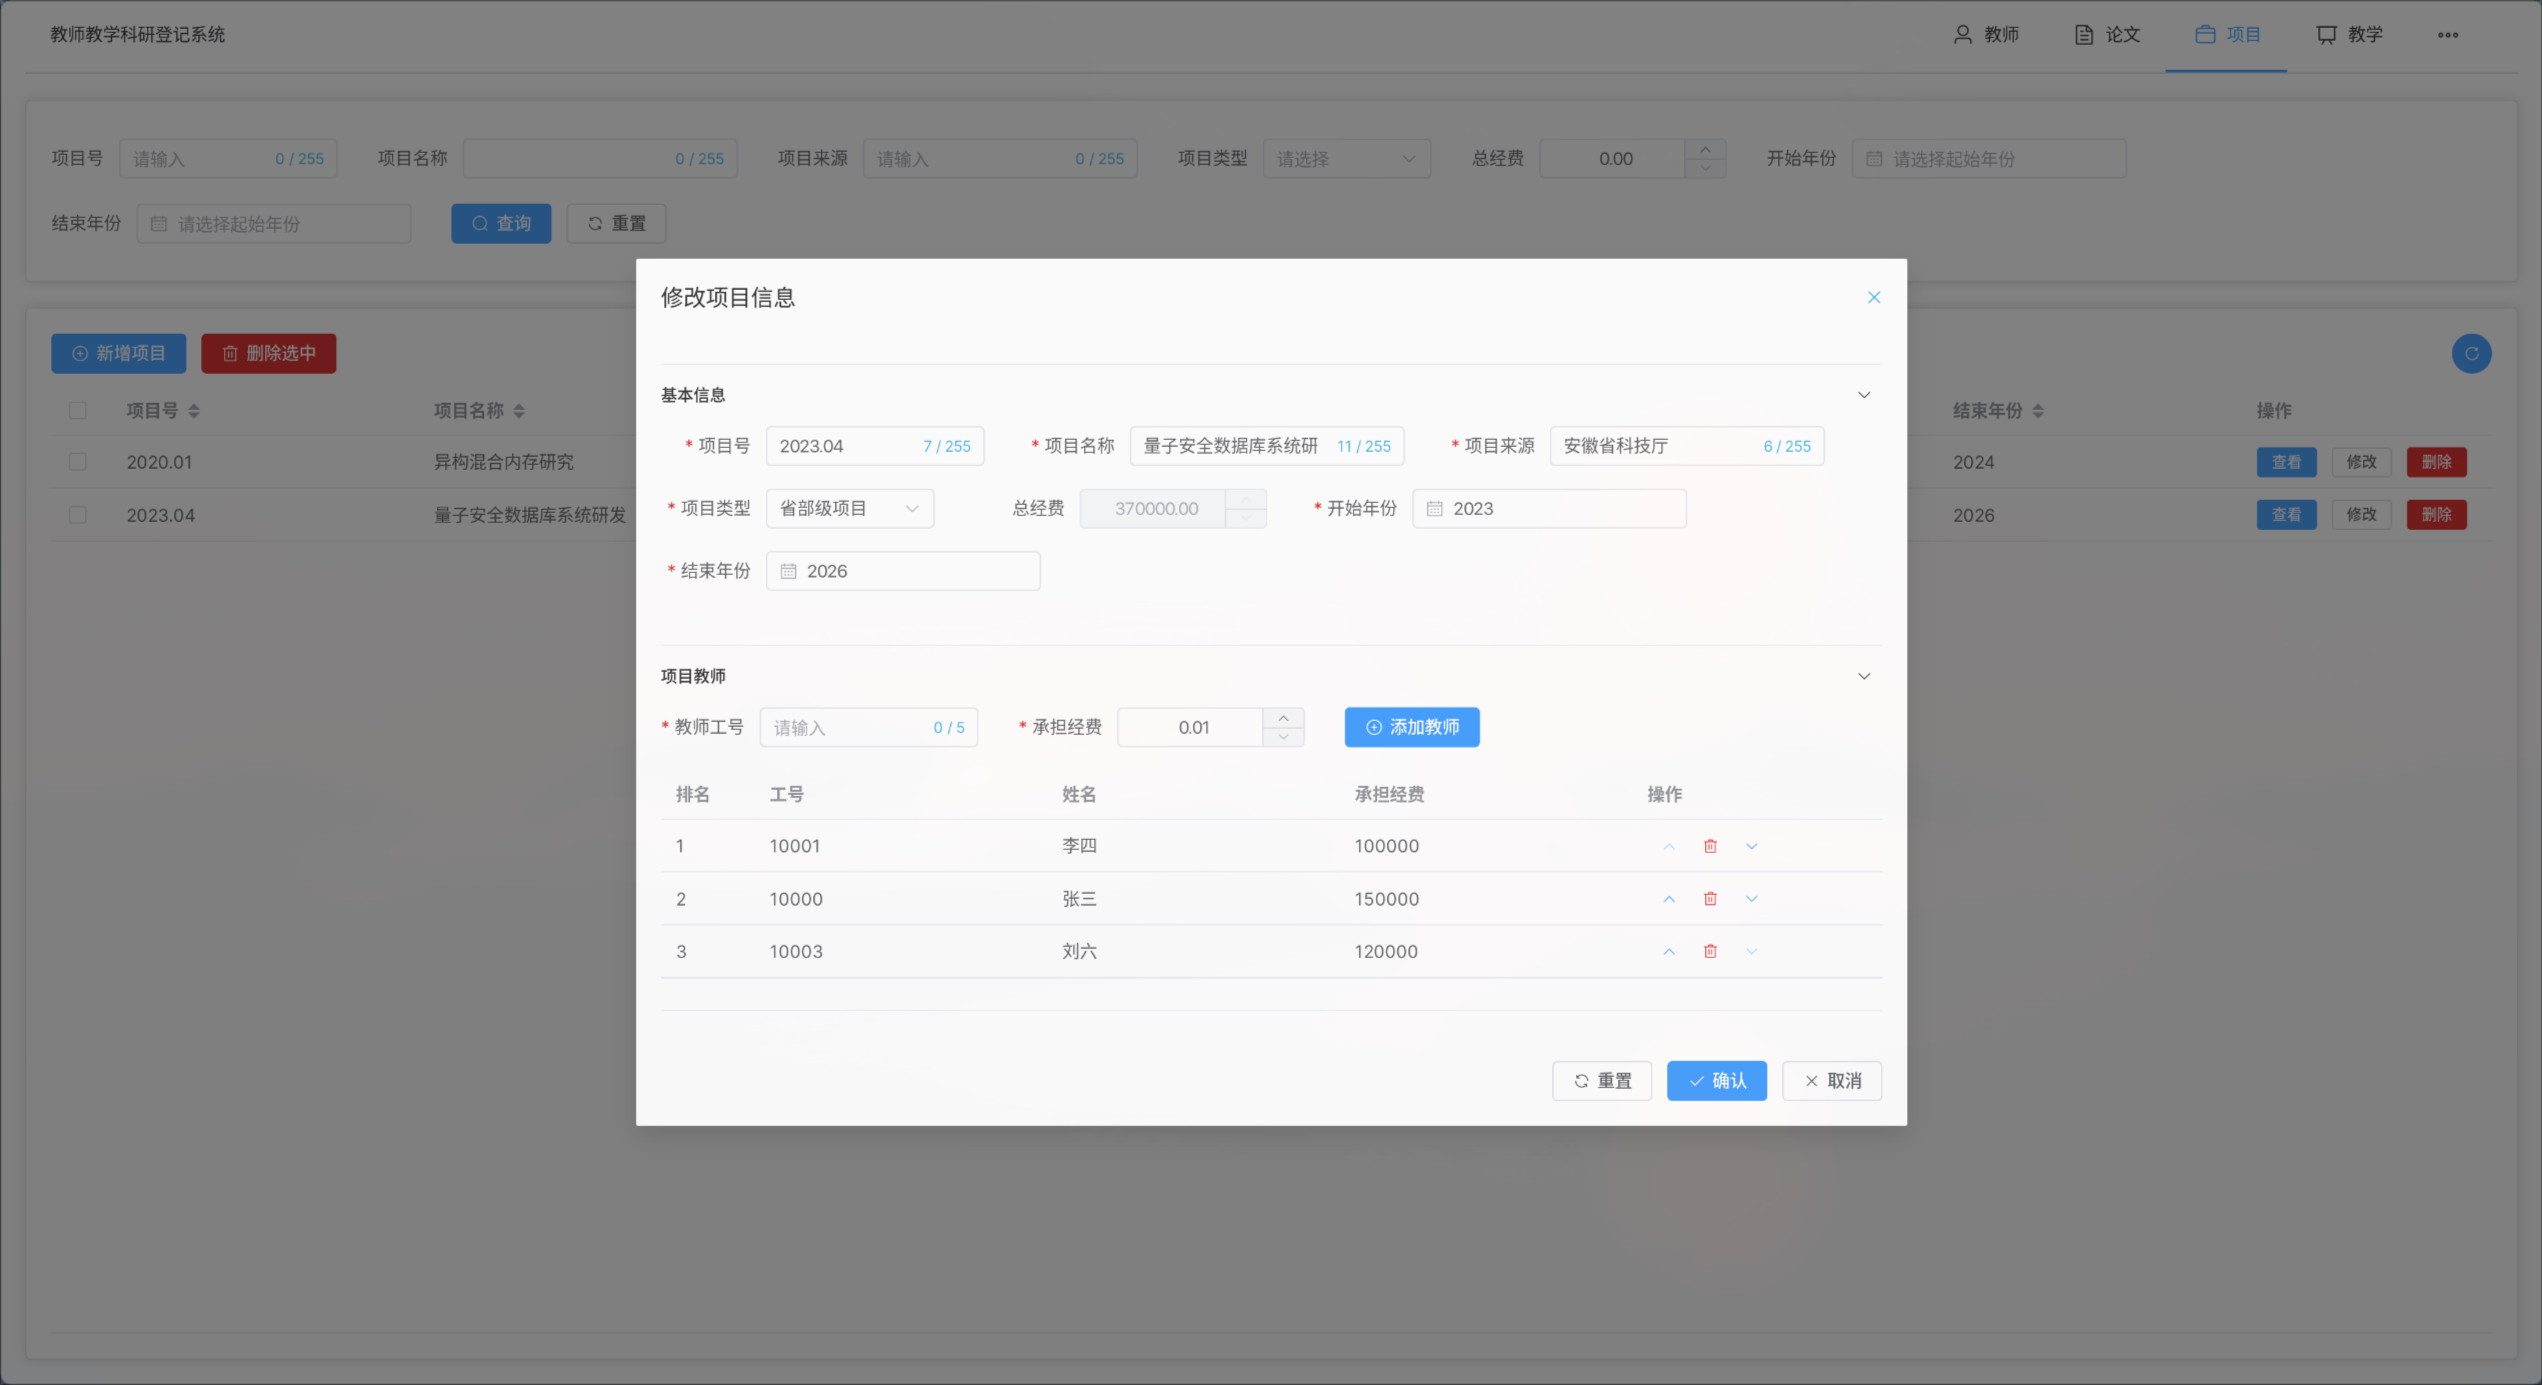 教师教学科研登记系统 教师 论文 项目 教学
项目号 请输入 0 / 255 项目名称 0 / 255 项目来源 请输入 0 / 255 项目类型 请选择 总经费 0.00 开始年份 请选择起始年份
结束年份 请选择起始年份 查询 重置
修改项目信息
新增项目 删除选中
基本信息
项目号 项目名称 结束年份 操作
* 项目号 2023.04 7 / 255 * 项目名称 量子安全数据库系统研 11 / 255 * 项目来源 安徽省科技厅 6 / 255
2020.01 异构混合内存研究 2024 查看 修改 删除
* 项目类型 省部级项目 总经费 370000.00 * 开始年份 2023
2023.04 量子安全数据库系统研发 2026 查看 修改 删除
* 结束年份 2026
项目教师
* 教师工号 请输入 0 / 5 * 承担经费 0.01 添加教师
排名 工号 姓名 承担经费 操作
1 10001 李四 100000
2 10000 张三 150000
3 10003 刘六 120000
重置 确认 取消